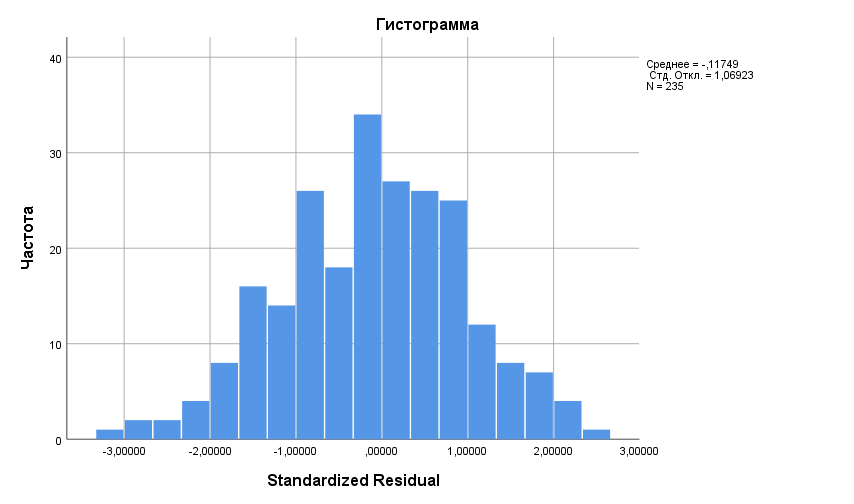 Гистограмма
Среднее = -,11749
Стд. Откл. = 1,06923
N = 235
40
30
20
10
0
Частота
-3,00000 -2,00000 -1,00000 ,00000 1,00000 2,00000 3,00000
Standardized Residual